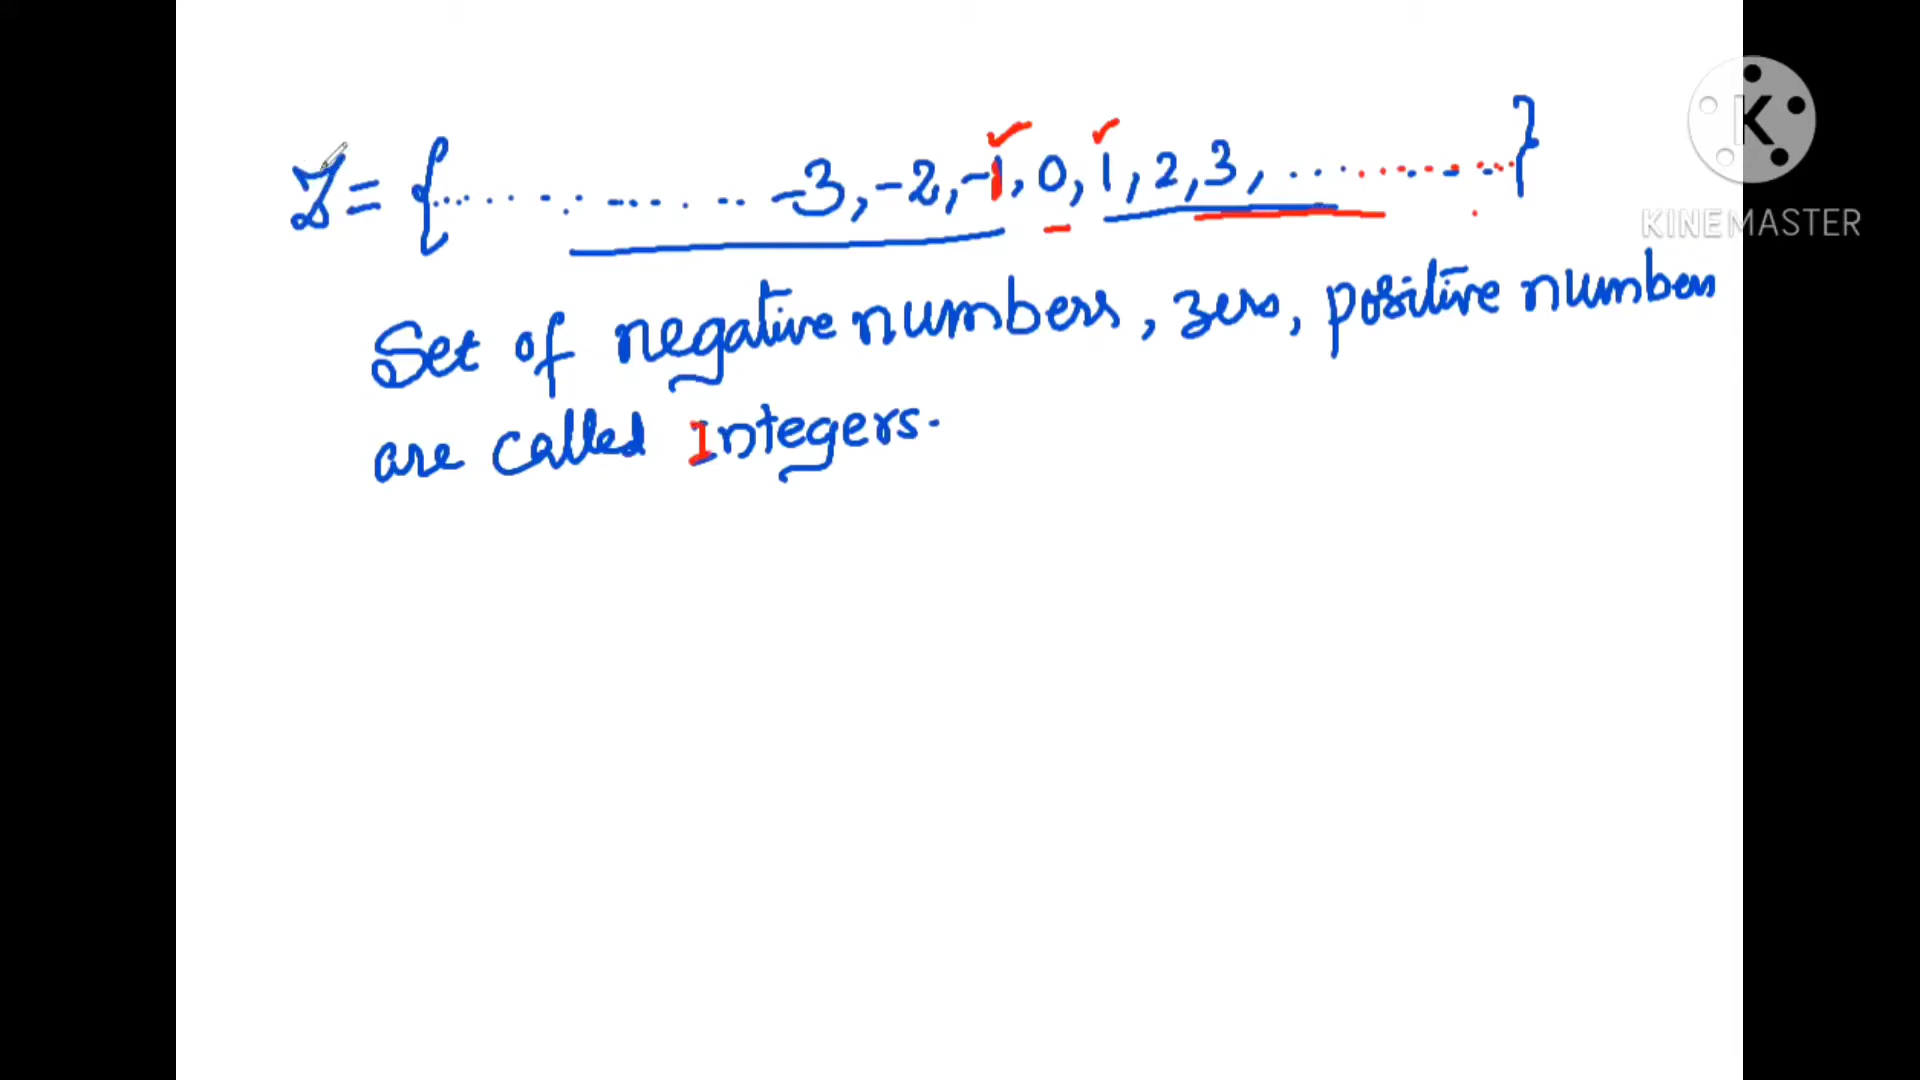 Z = {................ -3, -2, -1, 0, 1, 2, 3, ............}
Set of negative numbers, zero, positive numbers
are called Integers.
K
KINEMASTER